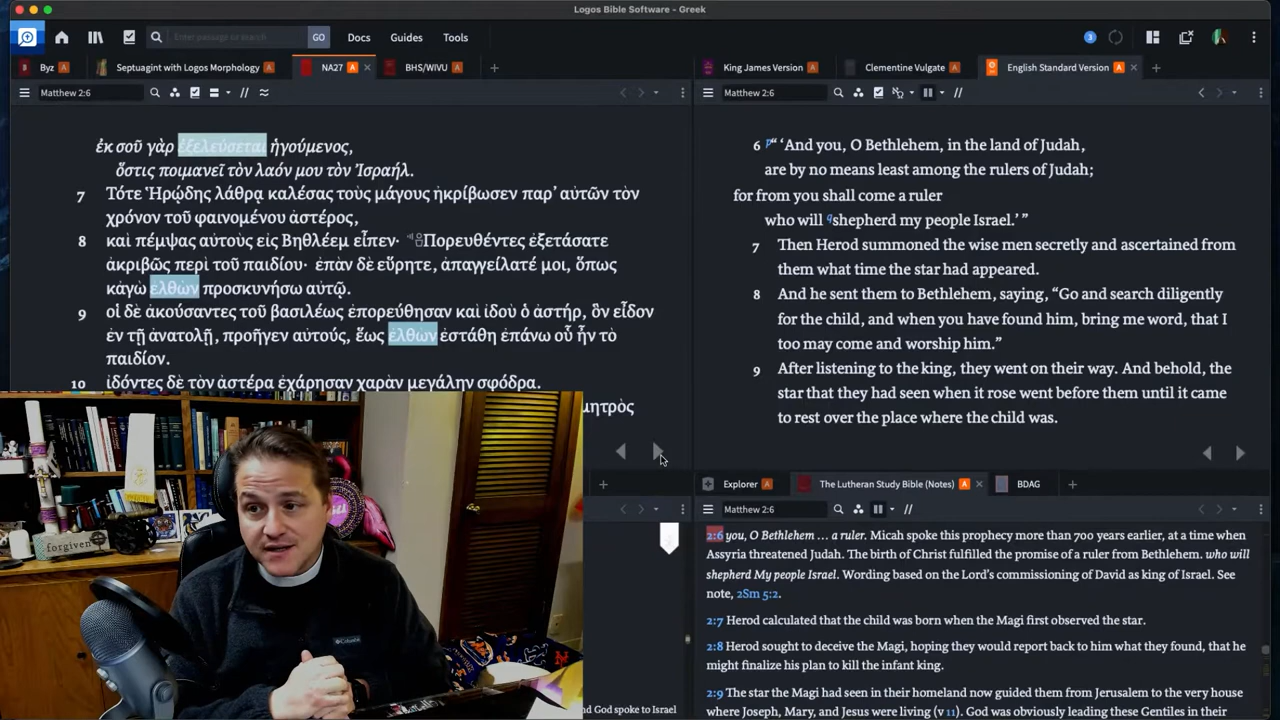 Logos Bible Software - Greek
Enter passage or search
GO
Docs
Guides
Tools
3
Byz A
Septuagint with Logos Morphology A
NA27 A
BHS/WIVU A
Matthew 2:6
ἐκ σοῦ γὰρ ἐξελεύσεται ἡγούμενος,
ὅστις ποιμανεῖ τὸν λαόν μου τὸν Ἰσραήλ.
7 Τότε Ἡρῴδης λάθρᾳ καλέσας τοὺς μάγους ἠκρίβωσεν παρʼ αὐτῶν τὸν
χρόνον τοῦ φαινομένου ἀστέρος,
8 καὶ πέμψας αὐτοὺς εἰς Βηθλέεμ εἶπεν· Πορευθέντες ἐξετάσατε
ἀκριβῶς περὶ τοῦ παιδίου· ἐπὰν δὲ εὕρητε, ἀπαγγείλατέ μοι, ὅπως
κἀγὼ ἐλθὼν προσκυνήσω αὐτῷ.
9 οἱ δὲ ἀκούσαντες τοῦ βασιλέως ἐπορεύθησαν καὶ ἰδοὺ ὁ ἀστήρ, ὃν εἶδον
ἐν τῇ ἀνατολῇ, προῆγεν αὐτούς, ἕως ἐλθὼν ἐστάθη ἐπάνω οὗ ἦν τὸ
παιδίον.
10 ἰδόντες δὲ τὸν ἀστέρα ἐχάρησαν χαρὰν μεγάλην σφόδρα.
μητρὸς
forgiven
and God spoke to Israel
King James Version A
Clementine Vulgate A
English Standard Version A
Matthew 2:6
6 p“ ‘And you, O Bethlehem, in the land of Judah,
are by no means least among the rulers of Judah;
for from you shall come a ruler
who will qshepherd my people Israel.’ ”
7 Then Herod summoned the wise men secretly and ascertained from
them what time the star had appeared.
8 And he sent them to Bethlehem, saying, “Go and search diligently
for the child, and when you have found him, bring me word, that I
too may come and worship him.”
9 After listening to the king, they went on their way. And behold, the
star that they had seen when it rose went before them until it came
to rest over the place where the child was.
Explorer A
The Lutheran Study Bible (Notes) A
BDAG
Matthew 2:6
2:6 you, O Bethlehem … a ruler. Micah spoke this prophecy more than 700 years earlier, at a time when
Assyria threatened Judah. The birth of Christ fulfilled the promise of a ruler from Bethlehem. who will
shepherd My people Israel. Wording based on the Lord’s commissioning of David as king of Israel. See
note, 2Sm 5:2.
2:7 Herod calculated that the child was born when the Magi first observed the star.
2:8 Herod sought to deceive the Magi, hoping they would report back to him what they found, that he
might finalize his plan to kill the infant king.
2:9 The star the Magi had seen in their homeland now guided them from Jerusalem to the very house
where Joseph, Mary, and Jesus were living (v 11). God was obviously leading these Gentiles in their